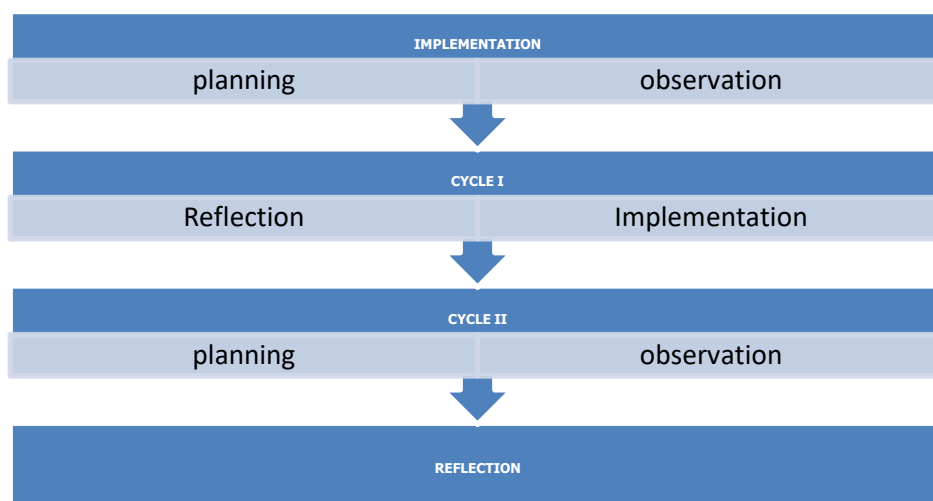 IMPLEMENTATION
planning observation
CYCLE I
Reflection Implementation
CYCLE II
planning observation
REFLECTION